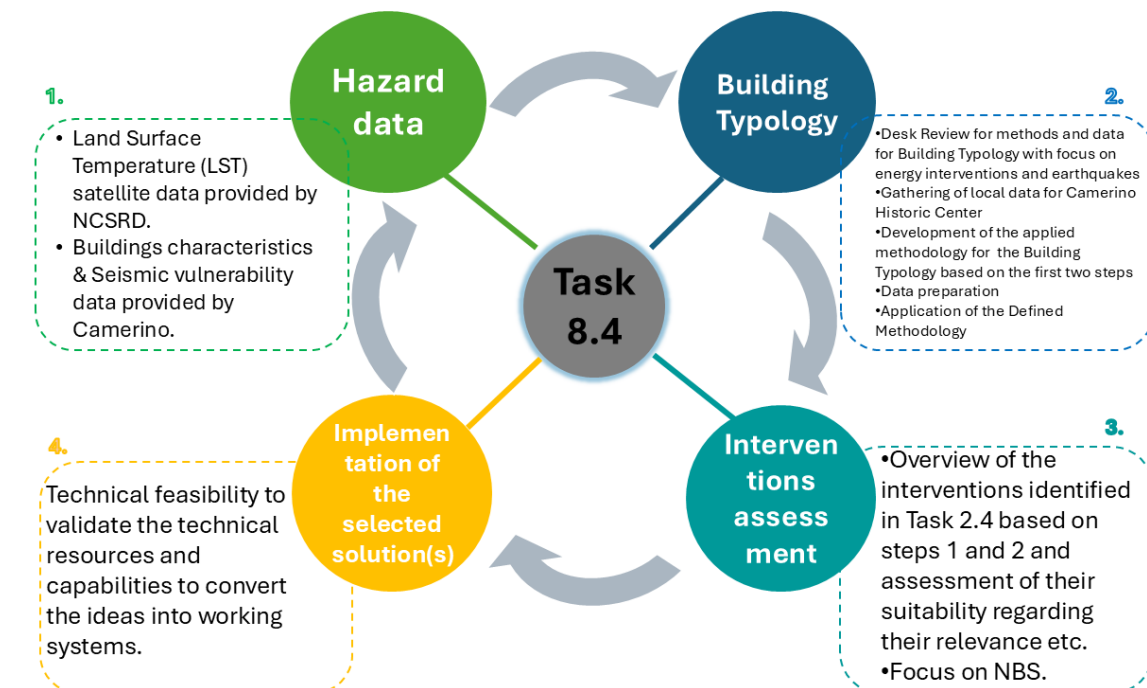 Hazard
data
1.
• Land Surface
Temperature (LST)
satellite data provided by
NCSRD.
• Buildings characteristics
& Seismic vulnerability
data provided by
Camerino.
Building
Typology
2.
•Desk Review for methods and data
for Building Typology with focus on
energy interventions and earthquakes
•Gathering of local data for Camerino
Historic Center
•Development of the applied
methodology for the Building
Typology based on the first two steps
•Data preparation
•Application of the Defined
Methodology
Task
8.4
Interven
tions
assess
ment
3.
•Overview of the
interventions identified
in Task 2.4 based on
steps 1 and 2 and
assessment of their
suitability regarding
their relevance etc.
•Focus on NBS.
Implemen
tation of
the
selected
solution(s)
4.
Technical feasibility to
validate the technical
resources and
capabilities to convert
the ideas into working
systems.